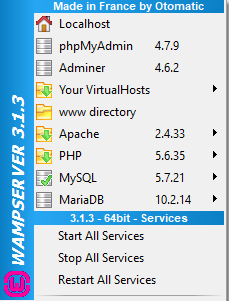 Made in France by Otomatic
Localhost
phpMyAdmin 4.7.9
Adminer 4.6.2
Your VirtualHosts
www directory
Apache 2.4.33
PHP 5.6.35
MySQL 5.7.21
MariaDB 10.2.14
3.1.3 - 64bit - Services
Start All Services
Stop All Services
Restart All Services
WAMPSERVER 3.1.3